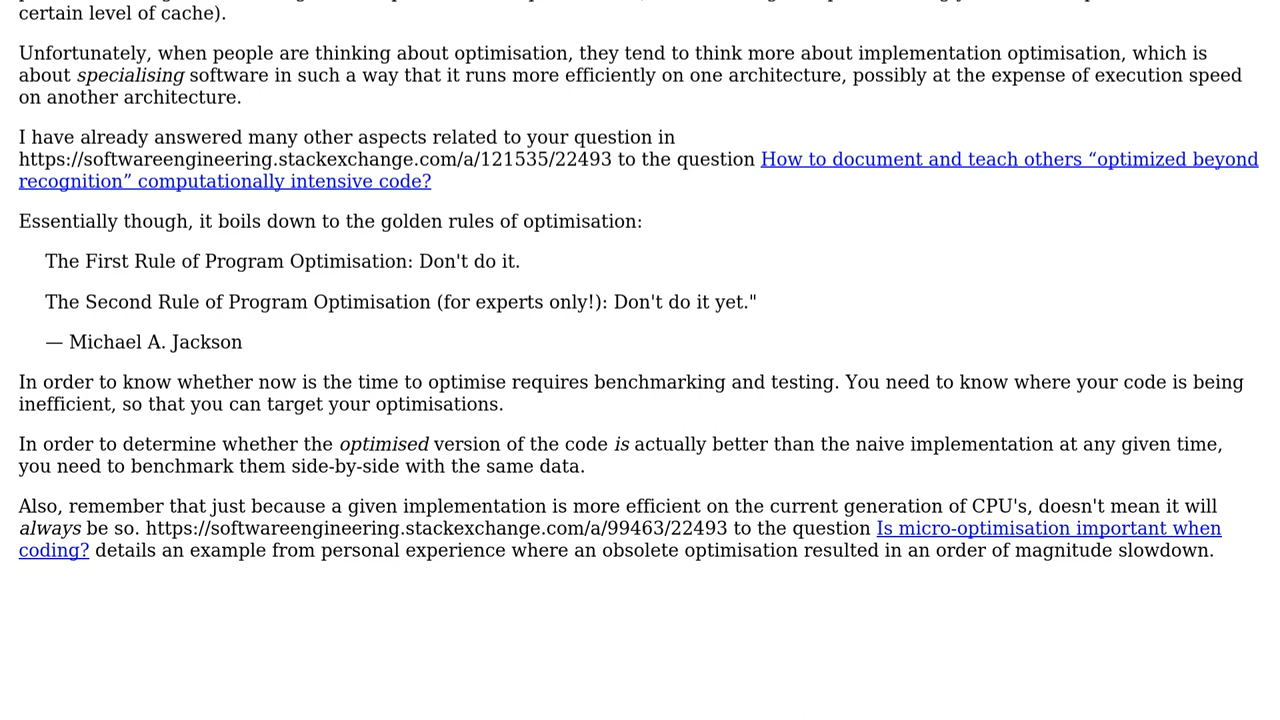 certain level of cache).
Unfortunately, when people are thinking about optimisation, they tend to think more about implementation optimisation, which is
about specialising software in such a way that it runs more efficiently on one architecture, possibly at the expense of execution speed
on another architecture.
I have already answered many other aspects related to your question in
https://softwareengineering.stackexchange.com/a/121535/22493 to the question How to document and teach others “optimized beyond
recognition” computationally intensive code?
Essentially though, it boils down to the golden rules of optimisation:
The First Rule of Program Optimisation: Don't do it.
The Second Rule of Program Optimisation (for experts only!): Don't do it yet."
— Michael A. Jackson
In order to know whether now is the time to optimise requires benchmarking and testing. You need to know where your code is being
inefficient, so that you can target your optimisations.
In order to determine whether the optimised version of the code is actually better than the naive implementation at any given time,
you need to benchmark them side-by-side with the same data.
Also, remember that just because a given implementation is more efficient on the current generation of CPU's, doesn't mean it will
always be so. https://softwareengineering.stackexchange.com/a/99463/22493 to the question Is micro-optimisation important when
coding? details an example from personal experience where an obsolete optimisation resulted in an order of magnitude slowdown.